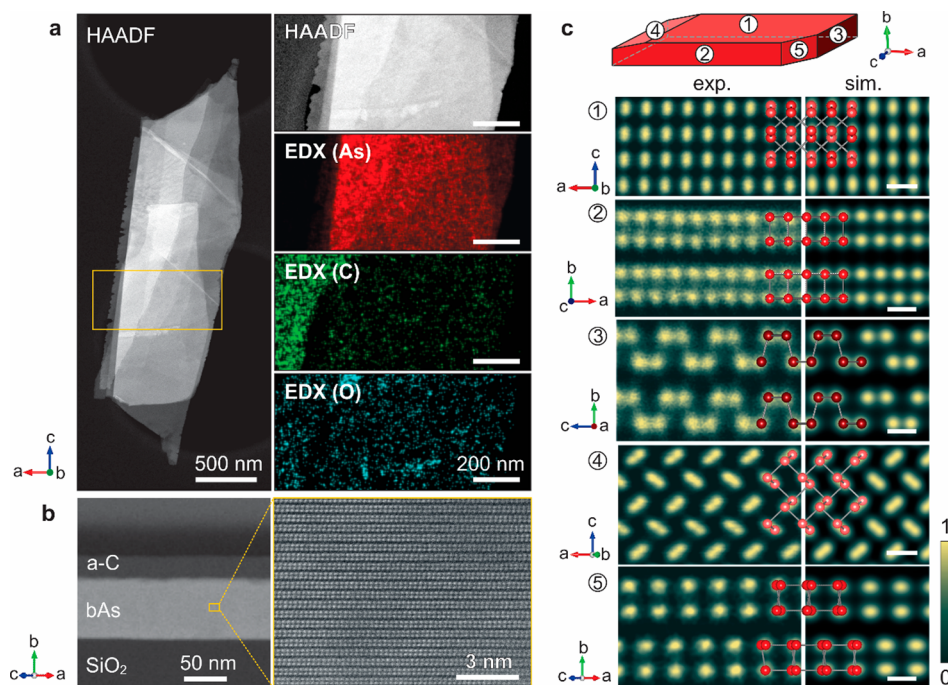 a
HAADF
500 nm
c
a b
HAADF
EDX (As)
EDX (C)
EDX (O)
200 nm
b
a-C
bAs
SiO₂
50 nm
b
c a
3 nm
c
④ ① ③
② ⑤
b
a
c
exp. sim.
①
c
a b
②
b
c a
③
b
c a
④
c
a b
⑤
b
c a
1
0